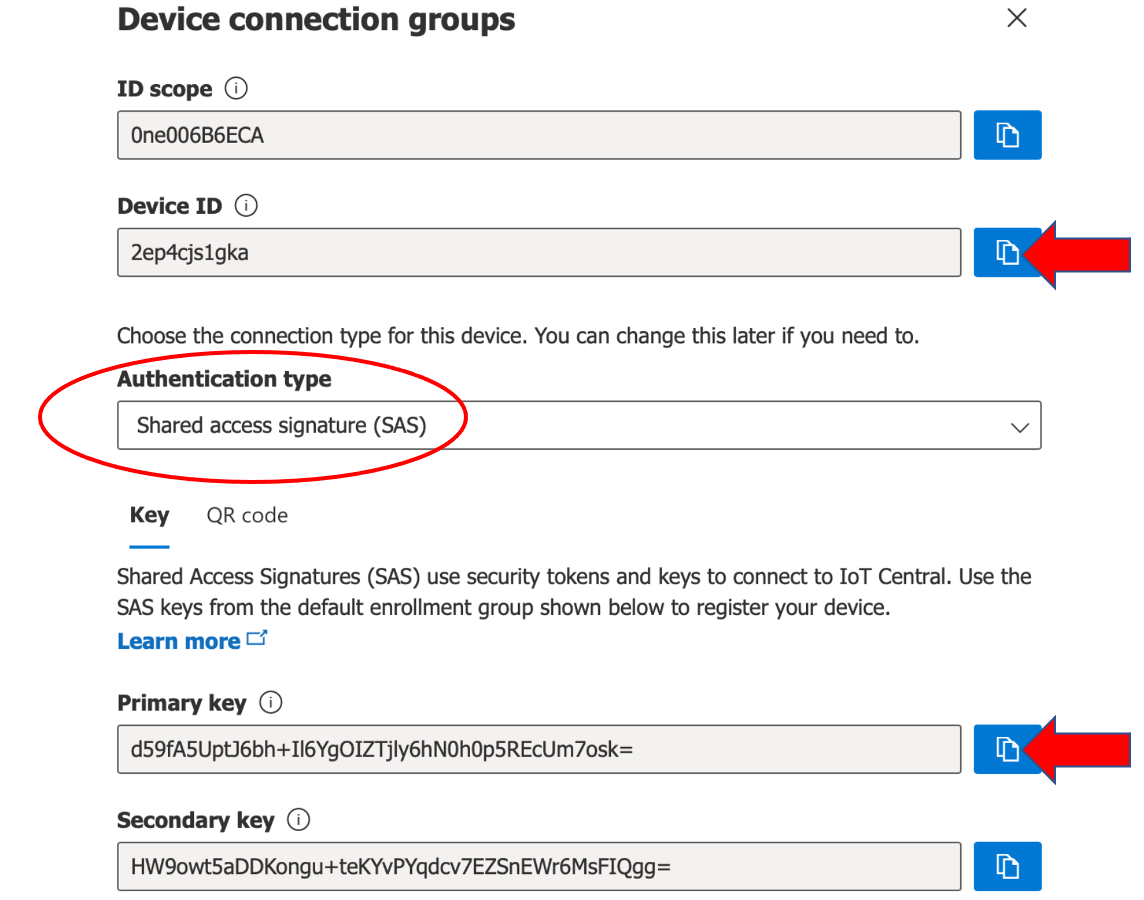 Device connection groups
ID scope
0ne006B6ECA
Device ID
2ep4cjs1gka
Choose the connection type for this device. You can change this later if you need to.
Authentication type
Shared access signature (SAS)
Key QR code
Shared Access Signatures (SAS) use security tokens and keys to connect to IoT Central. Use the
SAS keys from the default enrollment group shown below to register your device.
Learn more
Primary key
d59fA5UptJ6bh+Il6YgOIZTjly6hN0h0p5REcUm7osk=
Secondary key
HW9owt5aDDKongu+teKYvPYqdcv7EZSnEWr6MsFIQgg=